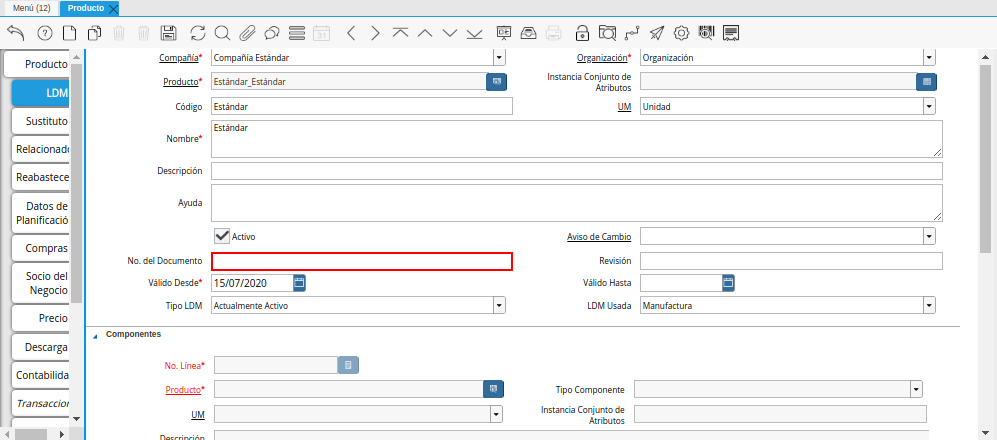 Menú (12)
Producto
Producto
LDM
Sustituto
Relacionado
Reabastece
Datos de
Planificació
Compras
Socio del
Negocio
Precio
Descarga
Contabilida
Transaccion
Compañía* Compañía Estándar Organización* Organización
Producto* Estándar_Estándar Instancia Conjunto de
Atributos
Código Estándar UM Unidad
Nombre* Estándar
Descripción
Ayuda
Activo Aviso de Cambio
No. del Documento Revisión
Válido Desde* 15/07/2020 Válido Hasta
Tipo LDM Actualmente Activo LDM Usada Manufactura
Componentes
No. Línea*
Producto* Tipo Componente
UM Instancia Conjunto de
Atributos
Descripción